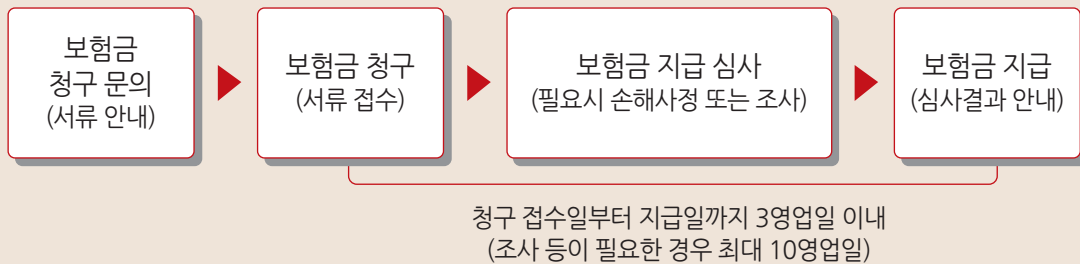 보험금
청구 문의
(서류 안내)
보험금 청구
(서류 접수)
보험금 지급 심사
(필요시 손해사정 또는 조사)
보험금 지급
(심사결과 안내)
청구 접수일부터 지급일까지 3영업일 이내
(조사 등이 필요한 경우 최대 10영업일)